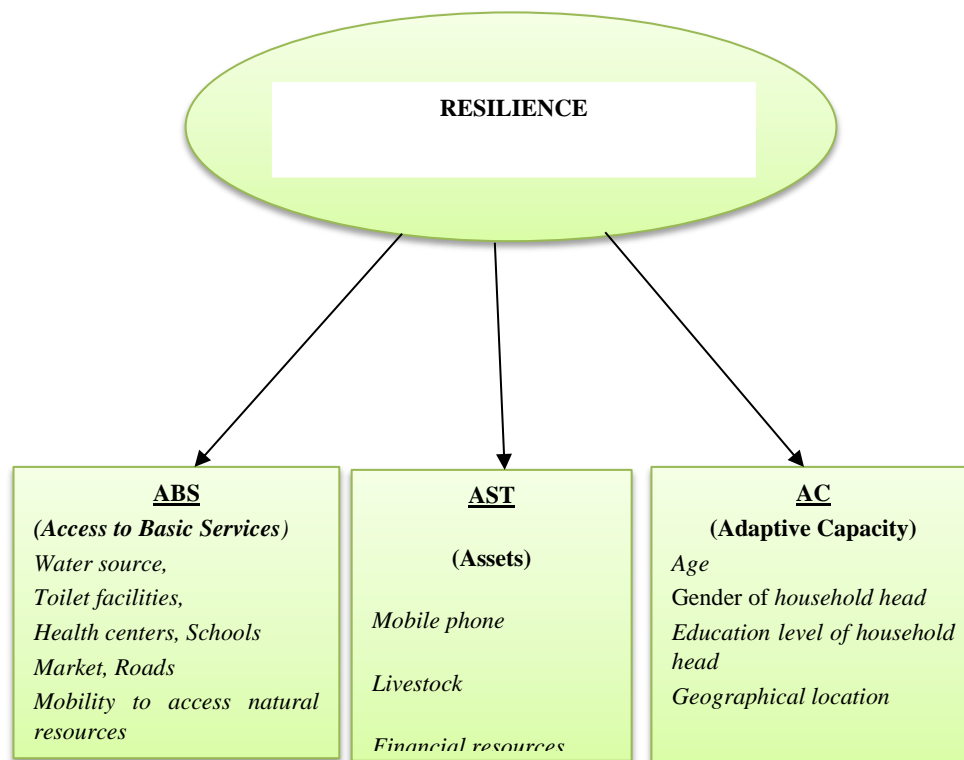 RESILIENCE
ABS
(Access to Basic Services)
Water source,
Toilet facilities,
Health centers, Schools
Market, Roads
Mobility to access natural
resources
AST
(Assets)
Mobile phone
Livestock
Financial resources
AC
(Adaptive Capacity)
Age
Gender of household head
Education level of household
head
Geographical location